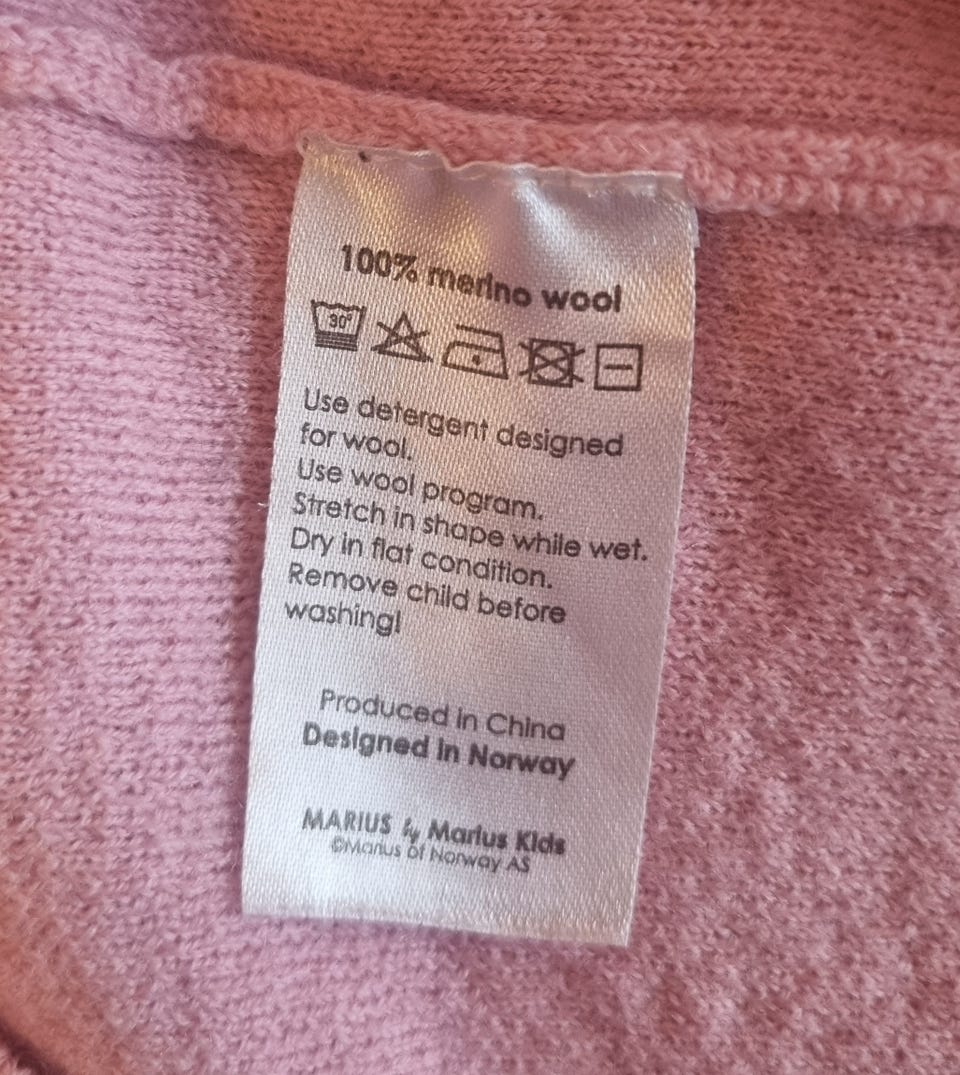 100% merino wool
30°
Use detergent designed
for wool.
Use wool program.
Stretch in shape while wet.
Dry in flat condition.
Remove child before
washing!
Produced in China
Designed in Norway
MARIUS by Marius Kids
©Marius of Norway AS